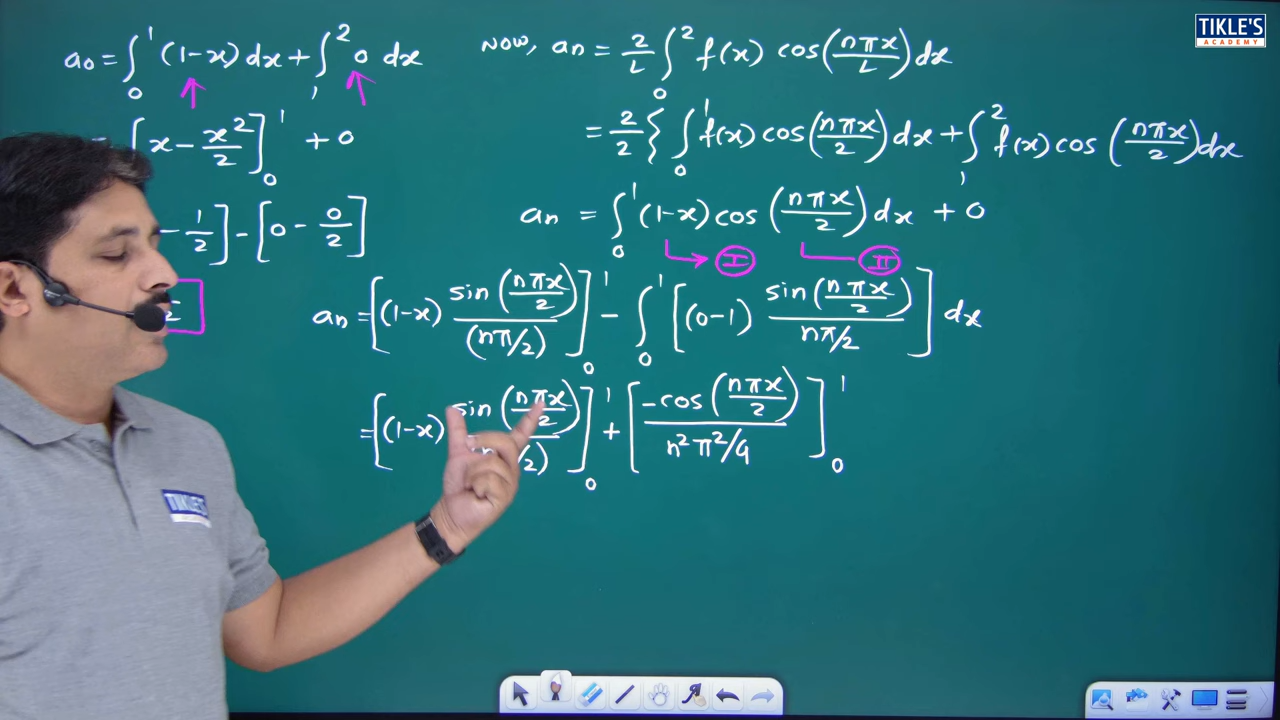 TIKLE'S
ACADEMY
a₀ = ∫₀¹ (1-x) dx + ∫₁² 0 dx
= [x - x²/2]₀¹ + 0
- 1/2] - [0 - 0/2]
2
Now, an = 2/L ∫₀² f(x) cos(nπx/L) dx
= 2/2 { ∫₀¹ f(x) cos(nπx/2) dx + ∫₁² f(x) cos(nπx/2) dx
an = ∫₀¹ (1-x) cos(nπx/2) dx + 0
I II
an = [(1-x) sin(nπx/2)/(nπ/2)]₀¹ - ∫₀¹ [(0-1) sin(nπx/2)/nπ/2] dx
= [(1-x) sin(nπx/2)/ /2)]₀¹ + [-cos(nπx/2)/n²π²/4]₀¹
TIKLE'S